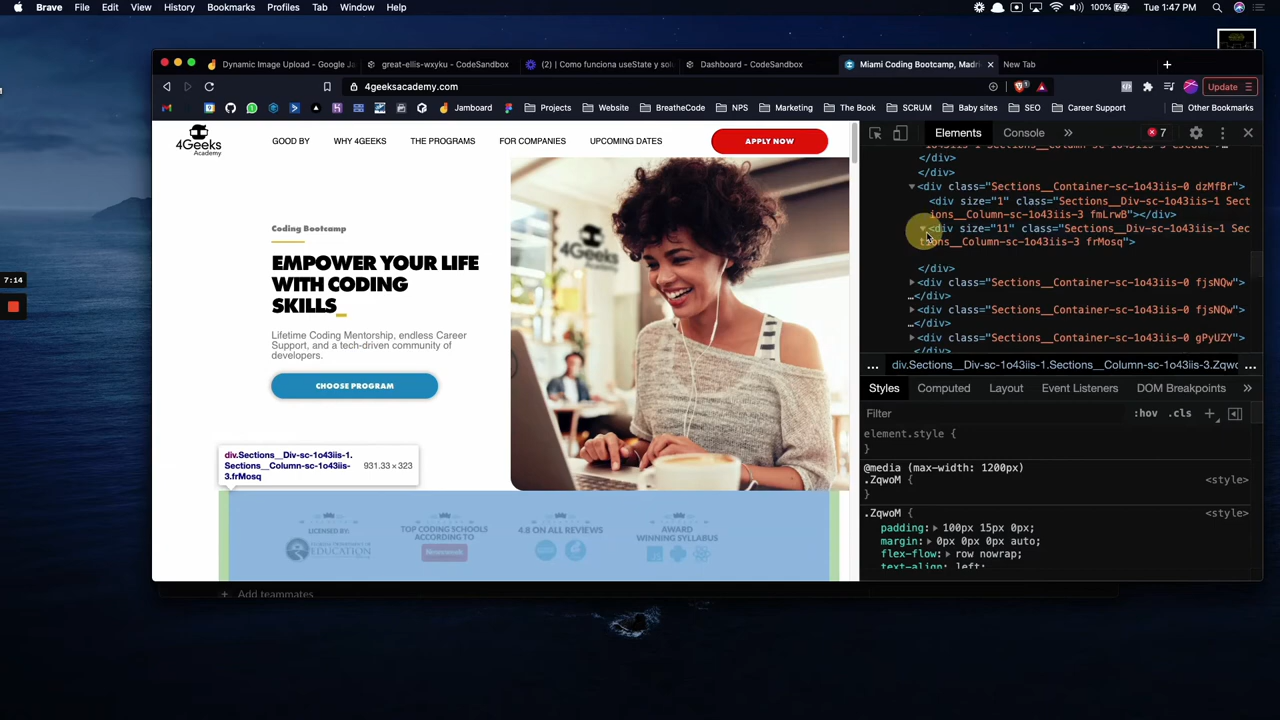 Brave File Edit View History Bookmarks Profiles Tab Window Help
100% Tue 1:47 PM
Dynamic Image Upload - Google Ja
great-ellis-wxyku - CodeSandbox
(2) | Como funciona useState y so
Dashboard - CodeSandbox
Miami Coding Bootcamp, Madri
New Tab
4geeksacademy.com
Update
Jamboard Projects Website BreatheCode NPS Marketing The Book SCRUM Baby sites SEO Career Support Other Bookmarks
4Geeks
Academy
GOOD BY WHY 4GEEKS THE PROGRAMS FOR COMPANIES UPCOMING DATES APPLY NOW
Coding Bootcamp
EMPOWER YOUR LIFE
WITH CODING
SKILLS_
Lifetime Coding Mentorship, endless Career
Support, and a tech-driven community of
developers.
CHOOSE PROGRAM
4Geeks
div.Sections__Div-sc-1o43iis-1.
Sections__Column-sc-1o43iis-
3.frMosq
931.33 × 323
LICENSED BY:
EDUCATION
TOP CODING SCHOOLS
ACCORDING TO
Newsweek
4.8 ON ALL REVIEWS
AWARD
WINNING SYLLABUS
Add teammates
7:14
Elements Console 7
</div>
</div>
<div class="Sections__Container-sc-1o43iis-0 dzMfBr">
<div size="1" class="Sections__Div-sc-1o43iis-1 Sect
ions__Column-sc-1o43iis-3 fmLrwB"></div>
<div size="11" class="Sections__Div-sc-1o43iis-1 Sec
tions__Column-sc-1o43iis-3 frMosq">
</div>
<div class="Sections__Container-sc-1o43iis-0 fjsNQw">
…</div>
<div class="Sections__Container-sc-1o43iis-0 fjsNQw">
…</div>
<div class="Sections__Container-sc-1o43iis-0 gPyUZY">
… div.Sections__Div-sc-1o43iis-1.Sections__Column-sc-1o43iis-3.Zqwo …
Styles Computed Layout Event Listeners DOM Breakpoints
Filter :hov .cls
element.style {
}
@media (max-width: 1200px)
.ZqwoM { <style>
}
.ZqwoM { <style>
padding: 100px 15px 0px;
margin: 0px 0px 0px auto;
flex-flow: row nowrap;
text-align: left;